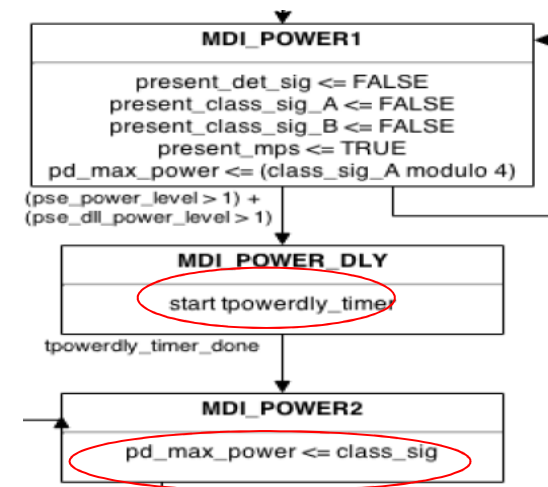 MDI_POWER1
present_det_sig <= FALSE
present_class_sig_A <= FALSE
present_class_sig_B <= FALSE
present_mps <= TRUE
pd_max_power <= (class_sig_A modulo 4)
(pse_power_level > 1) +
(pse_dll_power_level > 1)
MDI_POWER_DLY
start tpowerdly_timer
tpowerdly_timer_done
MDI_POWER2
pd_max_power <= class_sig